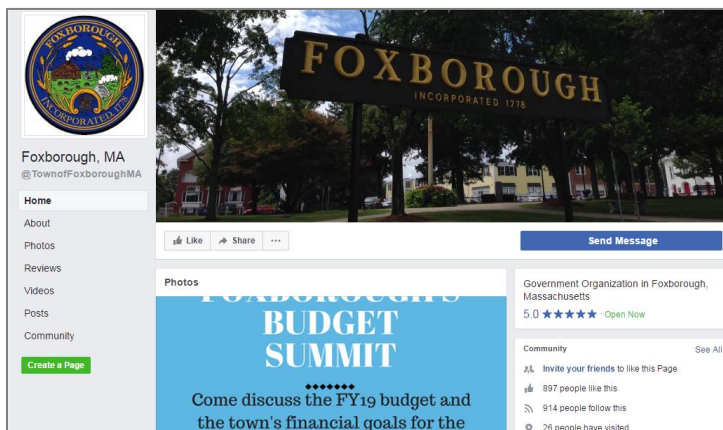 FOXBOROUGH
INCORPORATED 1778
Foxborough, MA
@TownofFoxboroughMA
Home
About
Photos
Reviews
Videos
Posts
Community
Create a Page
FOXBOROUGH
INCORPORATED 1778
Like
Share
Send Message
Photos
FOXBOROUGH'S
BUDGET
SUMMIT
Come discuss the FY19 budget and
the town's financial goals for the
Government Organization in Foxborough,
Massachusetts
5.0 ★★★★★ · Open Now
Community
See All
Invite your friends to like this Page
897 people like this
914 people follow this
26 people have visited